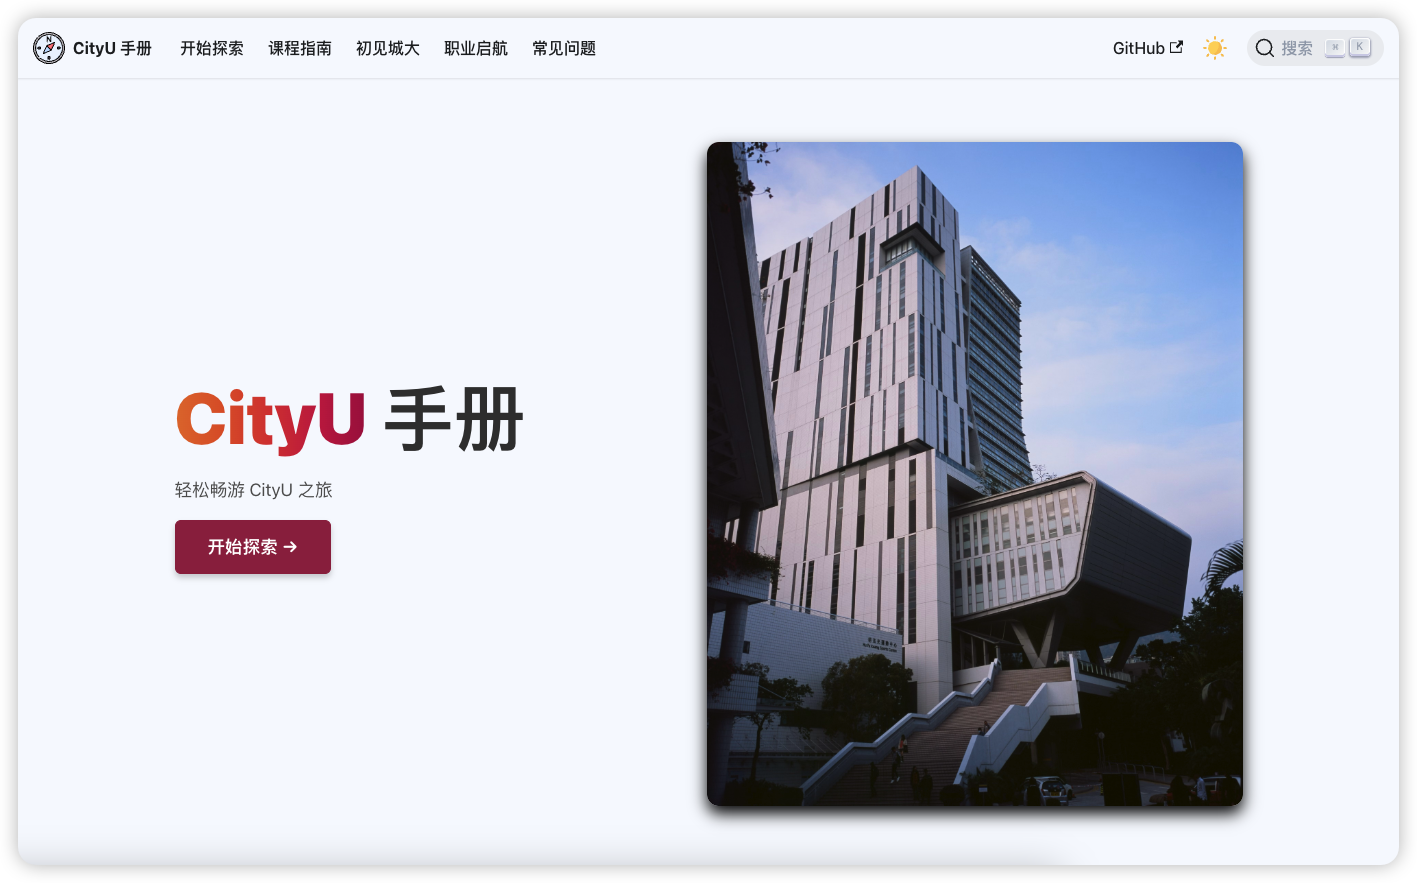 CityU 手册
开始探索
课程指南
初见城大
职业启航
常见问题
GitHub
搜索 ⌘ K
CityU 手册
轻松畅游 CityU 之旅
开始探索 →